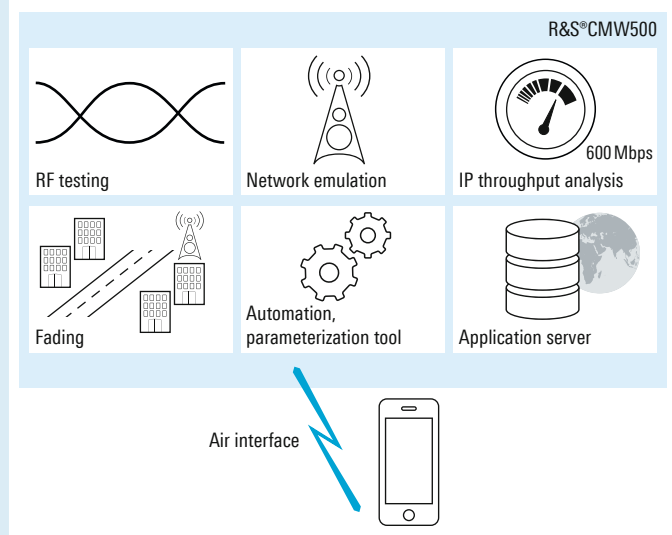 R&S®CMW500
RF testing
Network emulation
600 Mbps
IP throughput analysis
Fading
Automation,
parameterization tool
Application server
Air interface